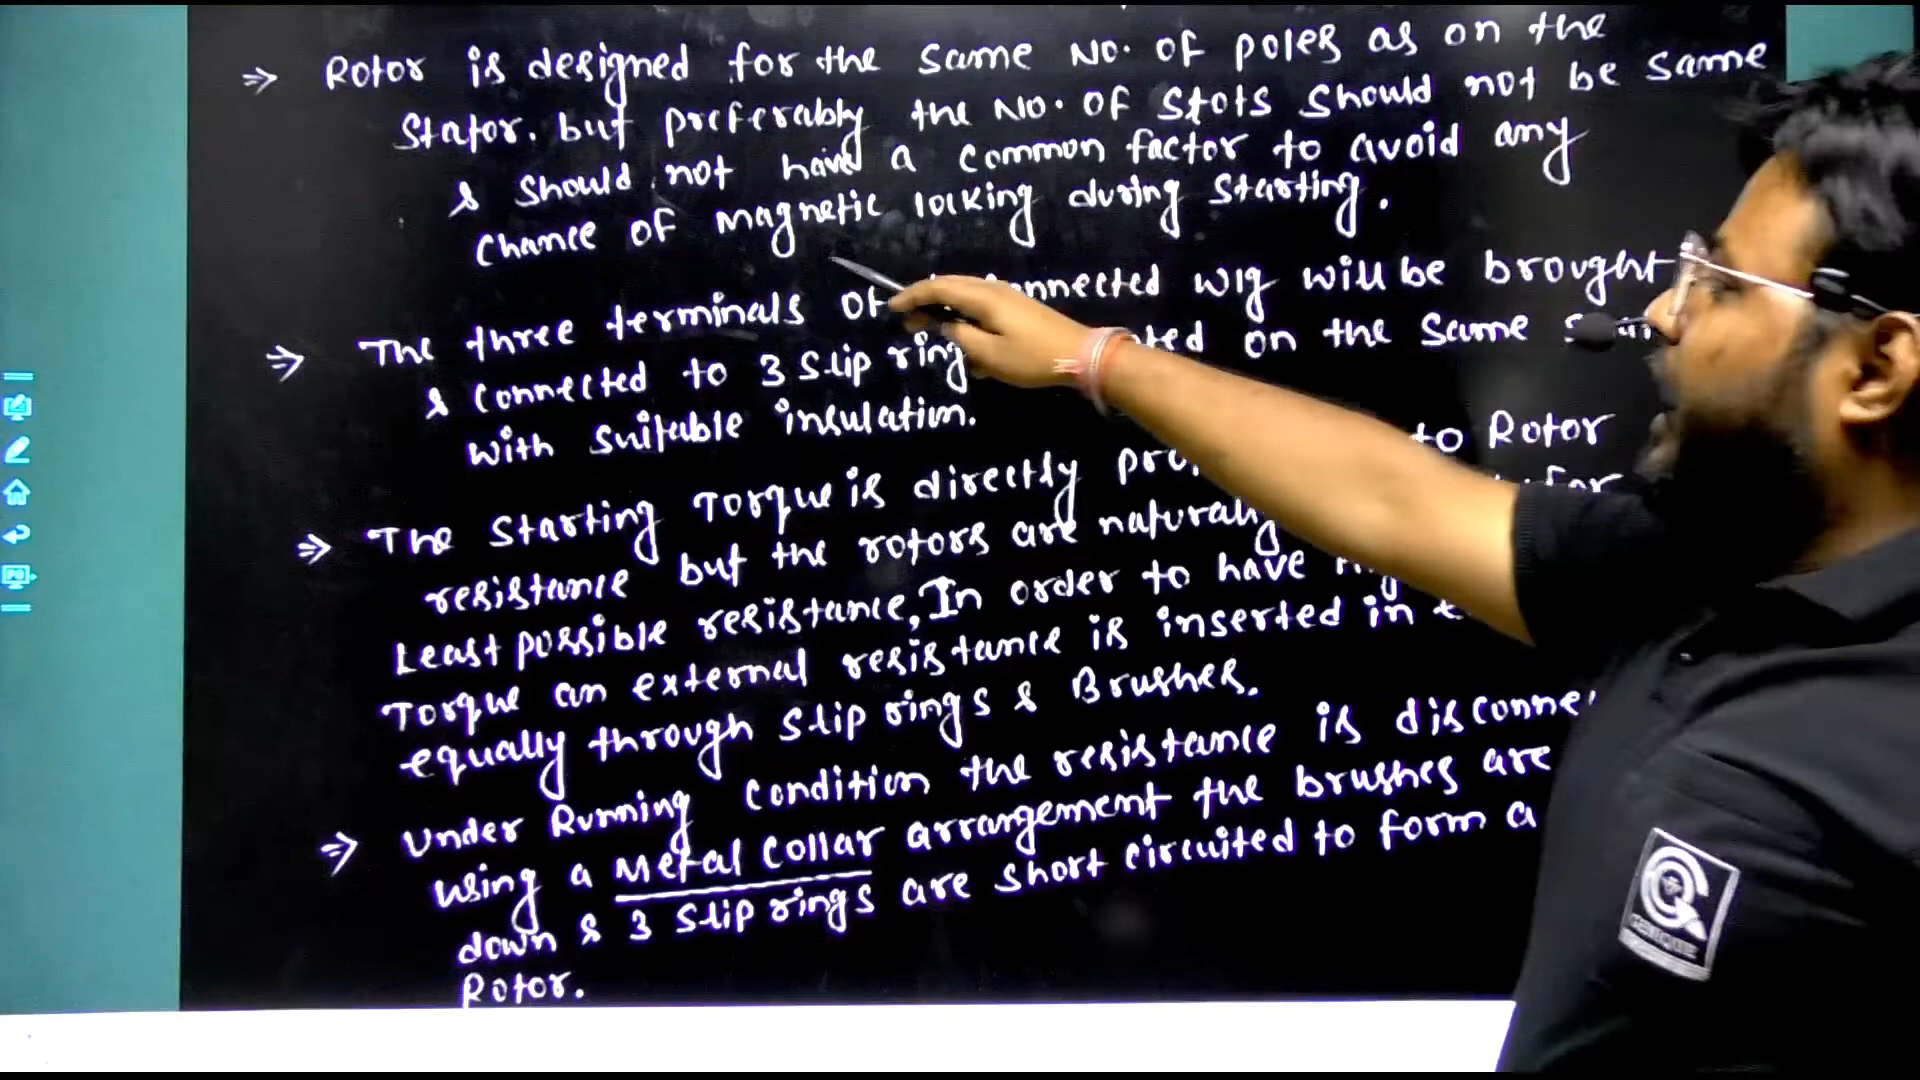 ⇒ Rotor is designed for the same No. of poles as on the
Stator. but preferably the No. of Slots should not be same
& should not have a common factor to avoid any
Chance of magnetic locking during starting.
⇒ The three terminals of connected wdg will be brought
& connected to 3 slip ring on the same
with suitable insulation.
⇒ The starting Torque is directly to Rotor
resistance but the rotors are for
Least possible resistance, In order to have
Torque an external resistance is inserted in
equally through slip rings & Brushes.
⇒ Under Running condition the resistance is
using a Metal Collar arrangement the brushes are
down & 3 slip rings are short circuited to form a
Rotor.